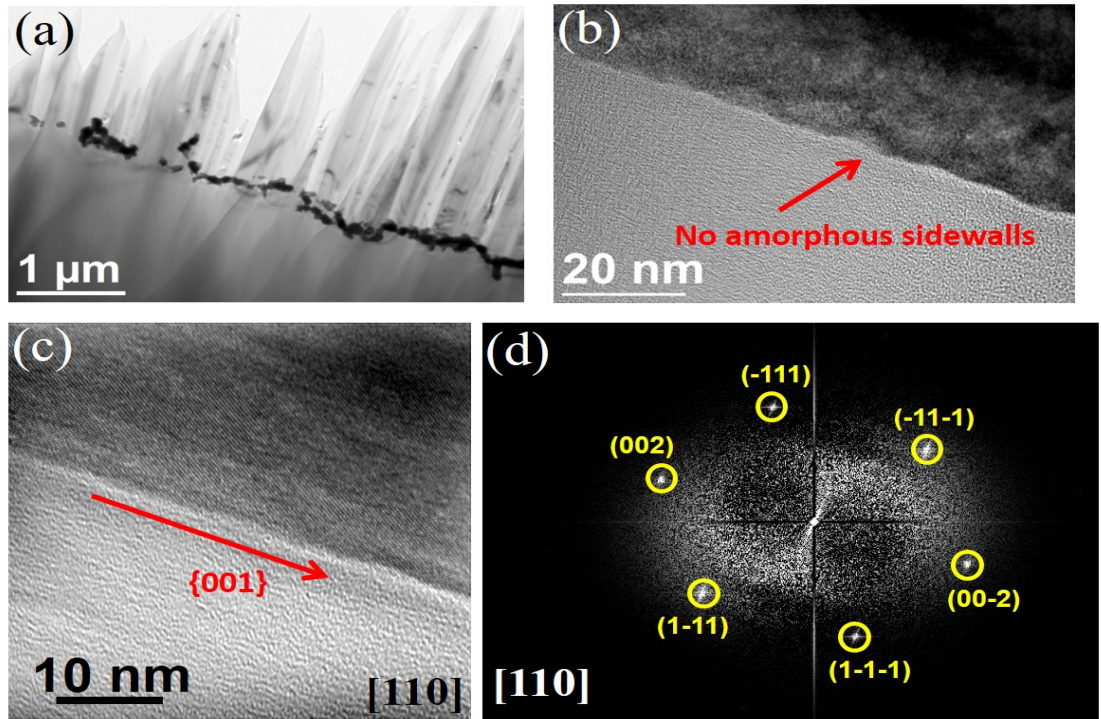 (a)
1 µm
(b)
No amorphous sidewalls
20 nm
(c)
{001}
10 nm
[110]
(d)
(-111)
(-11-1)
(002)
(00-2)
(1-11)
(1-1-1)
[110]